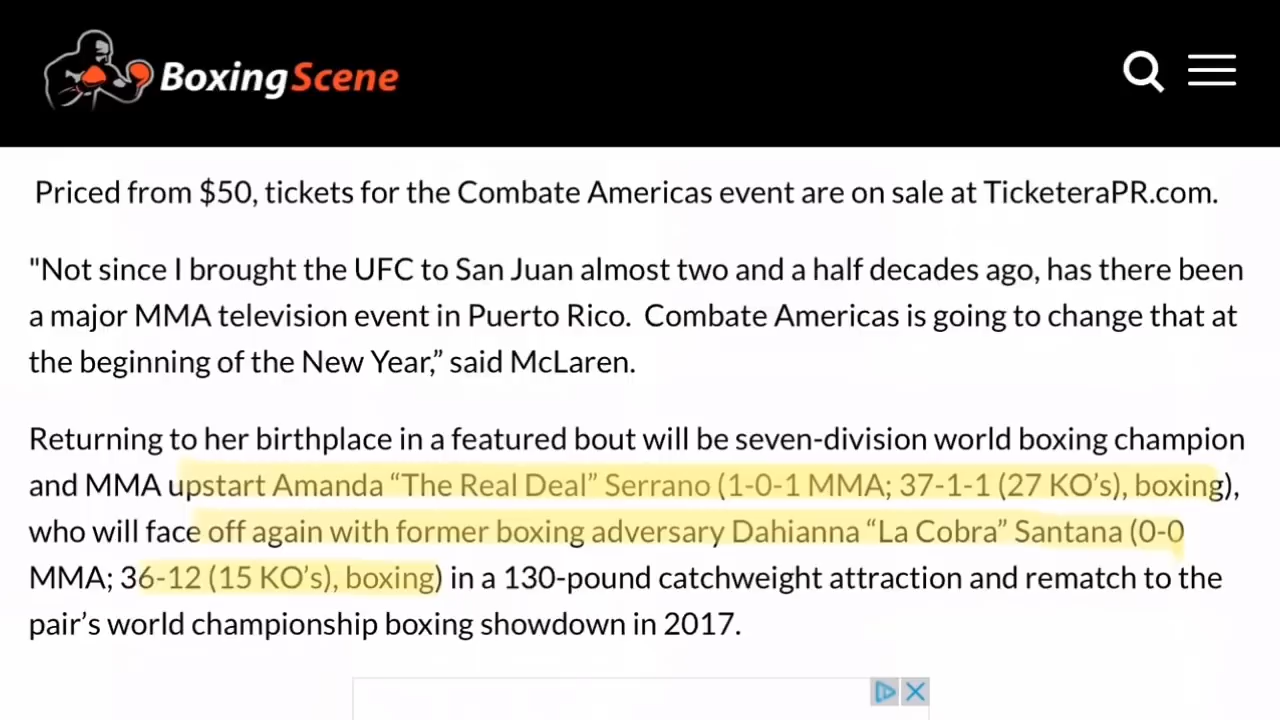 BoxingScene
Priced from $50, tickets for the Combate Americas event are on sale at TicketeraPR.com.
"Not since I brought the UFC to San Juan almost two and a half decades ago, has there been
a major MMA television event in Puerto Rico.  Combate Americas is going to change that at
the beginning of the New Year,” said McLaren.
Returning to her birthplace in a featured bout will be seven-division world boxing champion
and MMA upstart Amanda “The Real Deal” Serrano (1-0-1 MMA; 37-1-1 (27 KO’s), boxing),
who will face off again with former boxing adversary Dahianna “La Cobra” Santana (0-0
MMA; 36-12 (15 KO’s), boxing) in a 130-pound catchweight attraction and rematch to the
pair’s world championship boxing showdown in 2017.